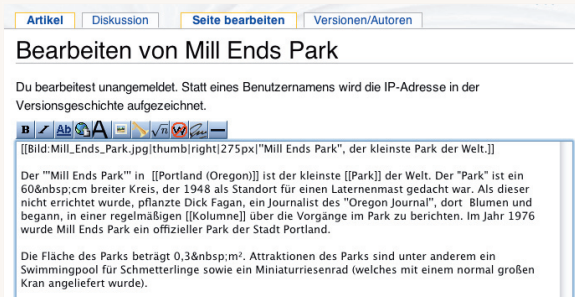 Artikel Diskussion Seite bearbeiten Versionen/Autoren
Bearbeiten von Mill Ends Park
Du bearbeitest unangemeldet. Statt eines Benutzernamens wird die IP-Adresse in der
Versionsgeschichte aufgezeichnet.
B I Ab A √n W
[[Bild:Mill_Ends_Park.jpg|thumb|right|275px|''Mill Ends Park'', der kleinste Park der Welt.]]
Der '''Mill Ends Park''' in [[Portland (Oregon)]] ist der kleinste [[Park]] der Welt. Der "Park" ist ein
60&nbsp;cm breiter Kreis, der 1948 als Standort für einen Laternenmast gedacht war. Als dieser
nicht errichtet wurde, pflanzte Dick Fagan, ein Journalist des "Oregon Journal", dort Blumen und
begann, in einer regelmäßigen [[Kolumne]] über die Vorgänge im Park zu berichten. Im Jahr 1976
wurde Mill Ends Park ein offizieller Park der Stadt Portland.
Die Fläche des Parks beträgt 0,3&nbsp;m². Attraktionen des Parks sind unter anderem ein
Swimmingpool für Schmetterlinge sowie ein Miniaturriesenrad (welches mit einem normal großen
Kran angeliefert wurde).